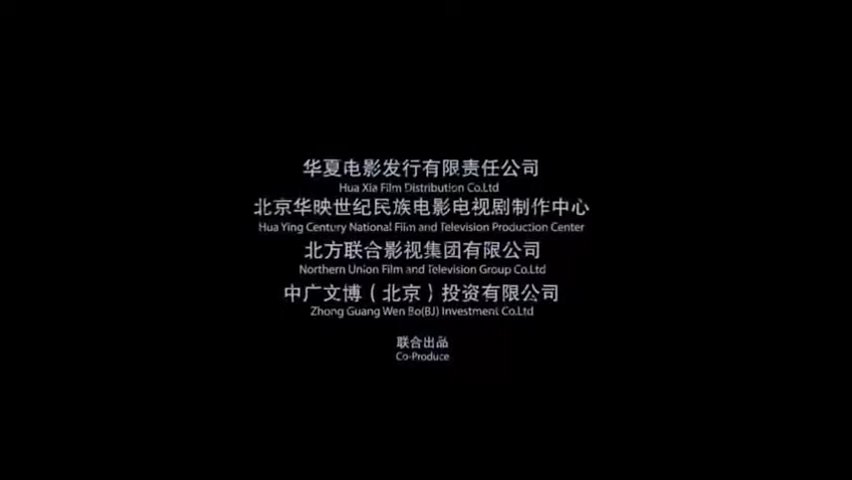 华夏电影发行有限责任公司
Hua Xia Film Distribution Co.Ltd
北京华映世纪民族电影电视剧制作中心
Hua Ying Century National Film and Television Production Center
北方联合影视集团有限公司
Northern Union Film and Television Group Co.Ltd
中广文博（北京）投资有限公司
Zhong Guang Wen Bo(BJ) Investment Co.Ltd
联合出品
Co-Produce